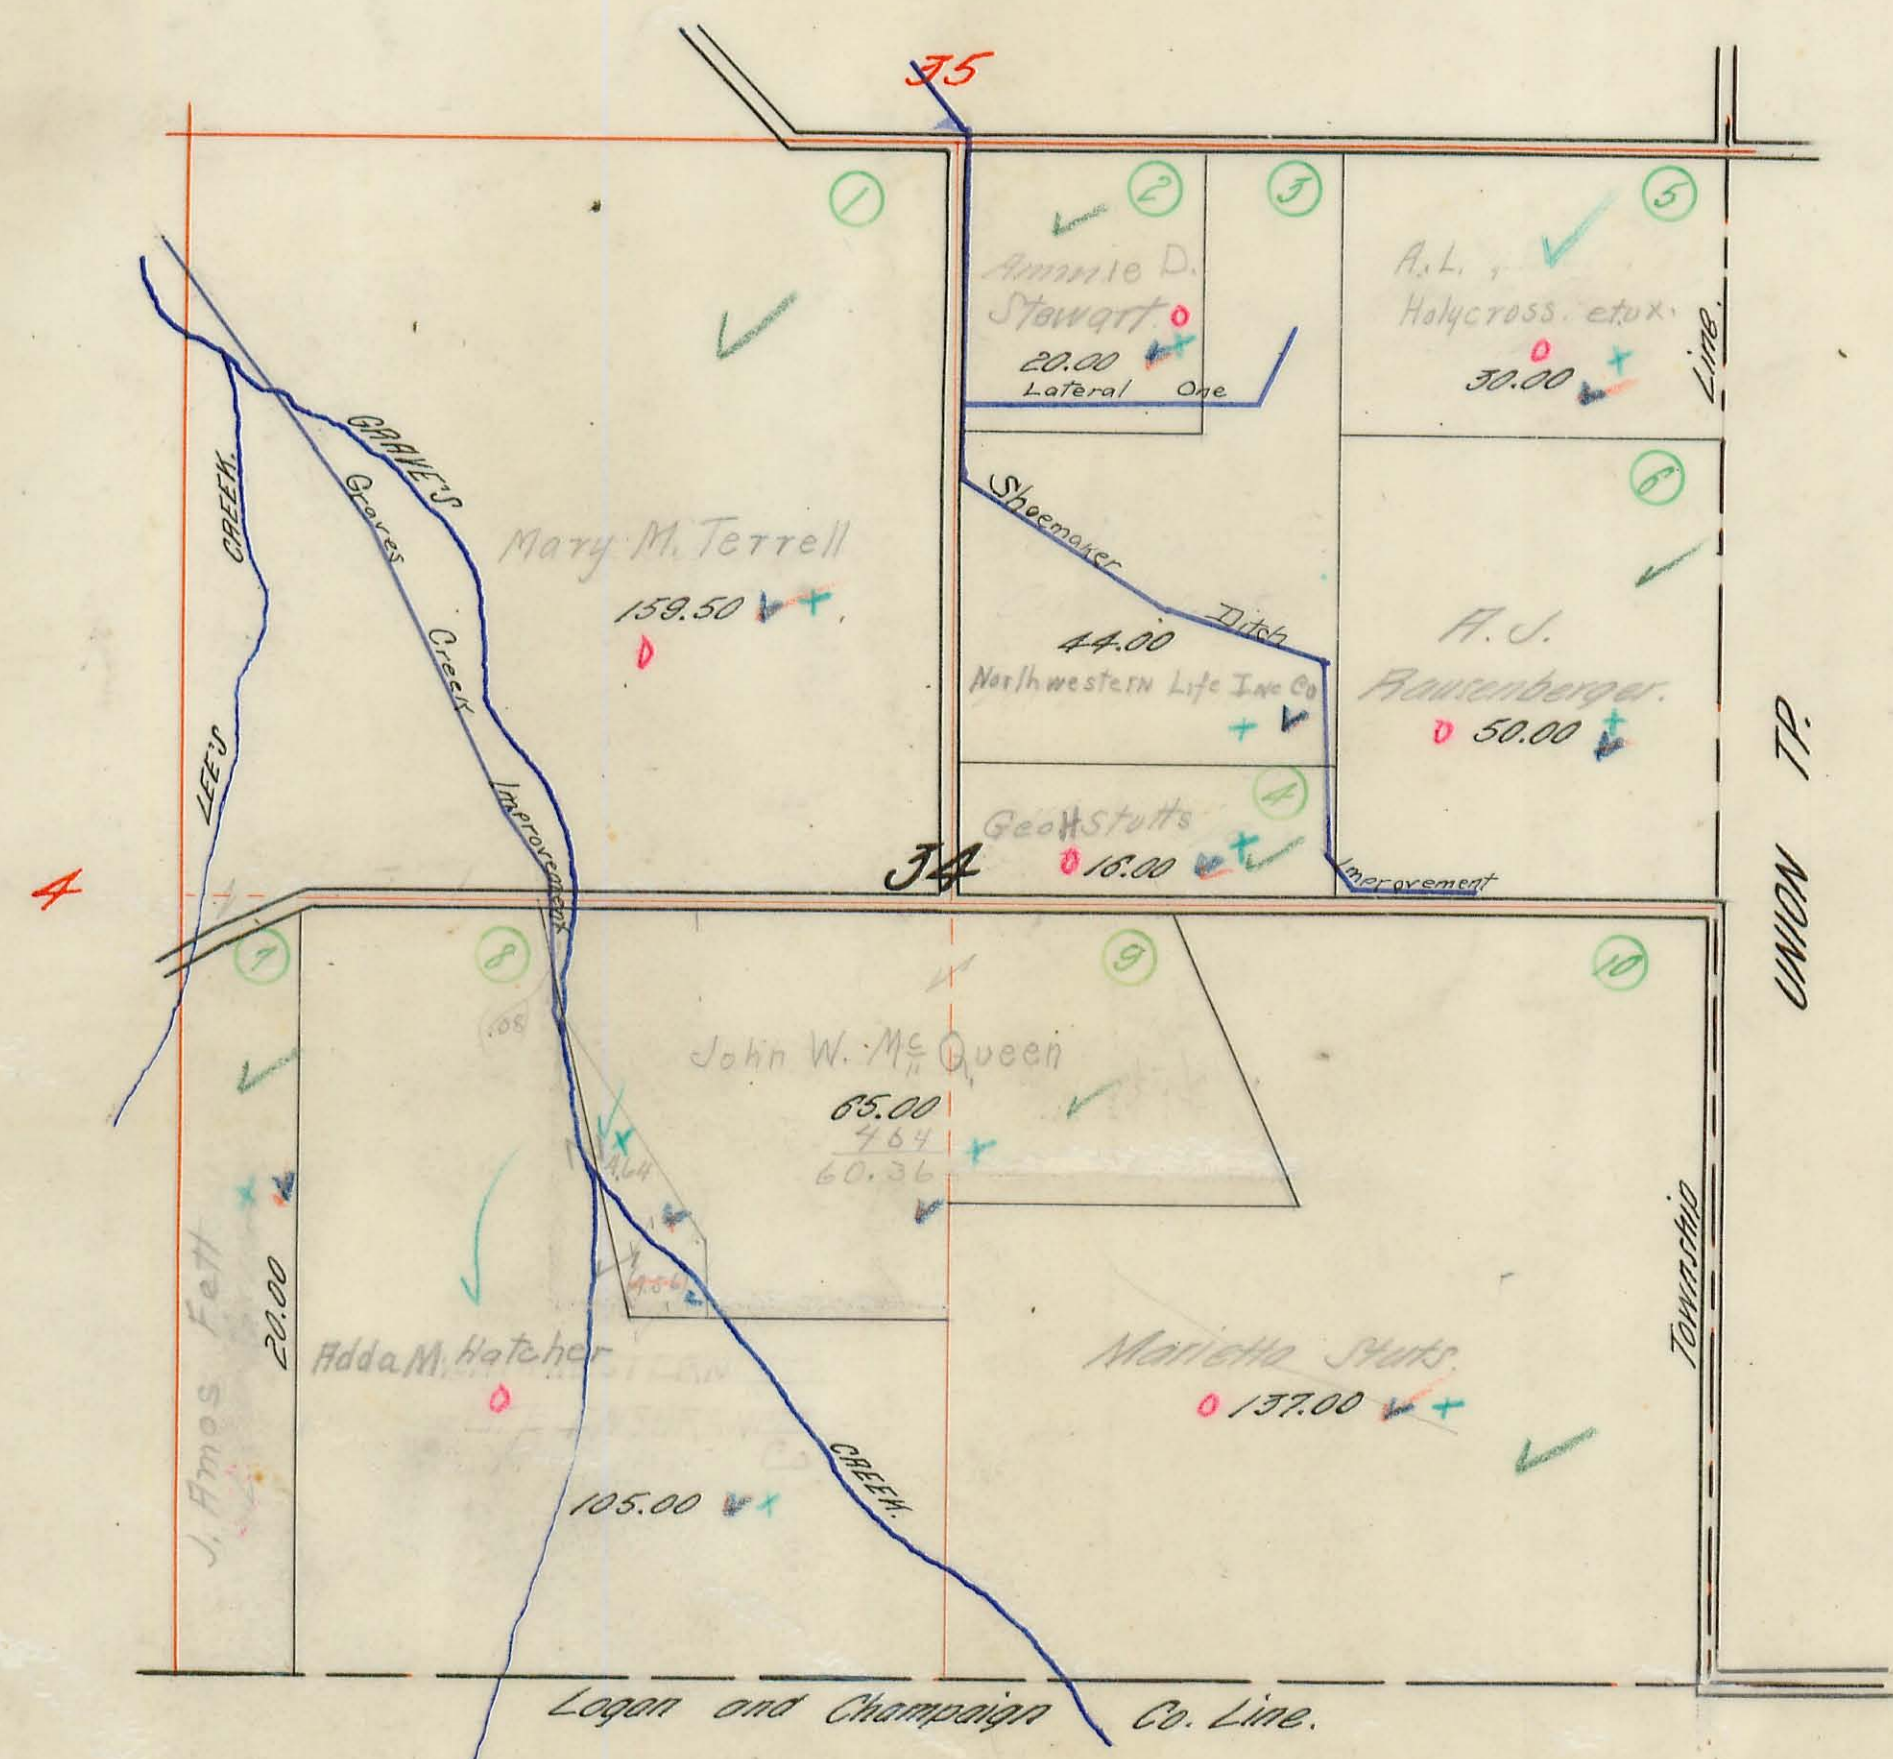 35
1
2
3
5
Ammie D.
Stewart
20.00
Lateral One
A.L.
Holycross. etux.
30.00
Line.
6
CREEK.
GRAVE'S
Graves
Creek
Improvement
Mary M. Terrell
159.50
Shoemaker
Ditch
Improvement
44.00
Northwestern Life Ins Co
A. J.
Rausenberger.
50.00
UNION TP.
LEE'S
4
Geo H Stutts
16.00
34
4
7
8
9
10
.08
John W. McQueen
65.00
464
60.36
4.64
J. Amos Fett
20.00
Adda M. Hatcher
105.00
CREEK.
Marietta Stuts.
137.00
Township
Logan and Champaign Co. Line.